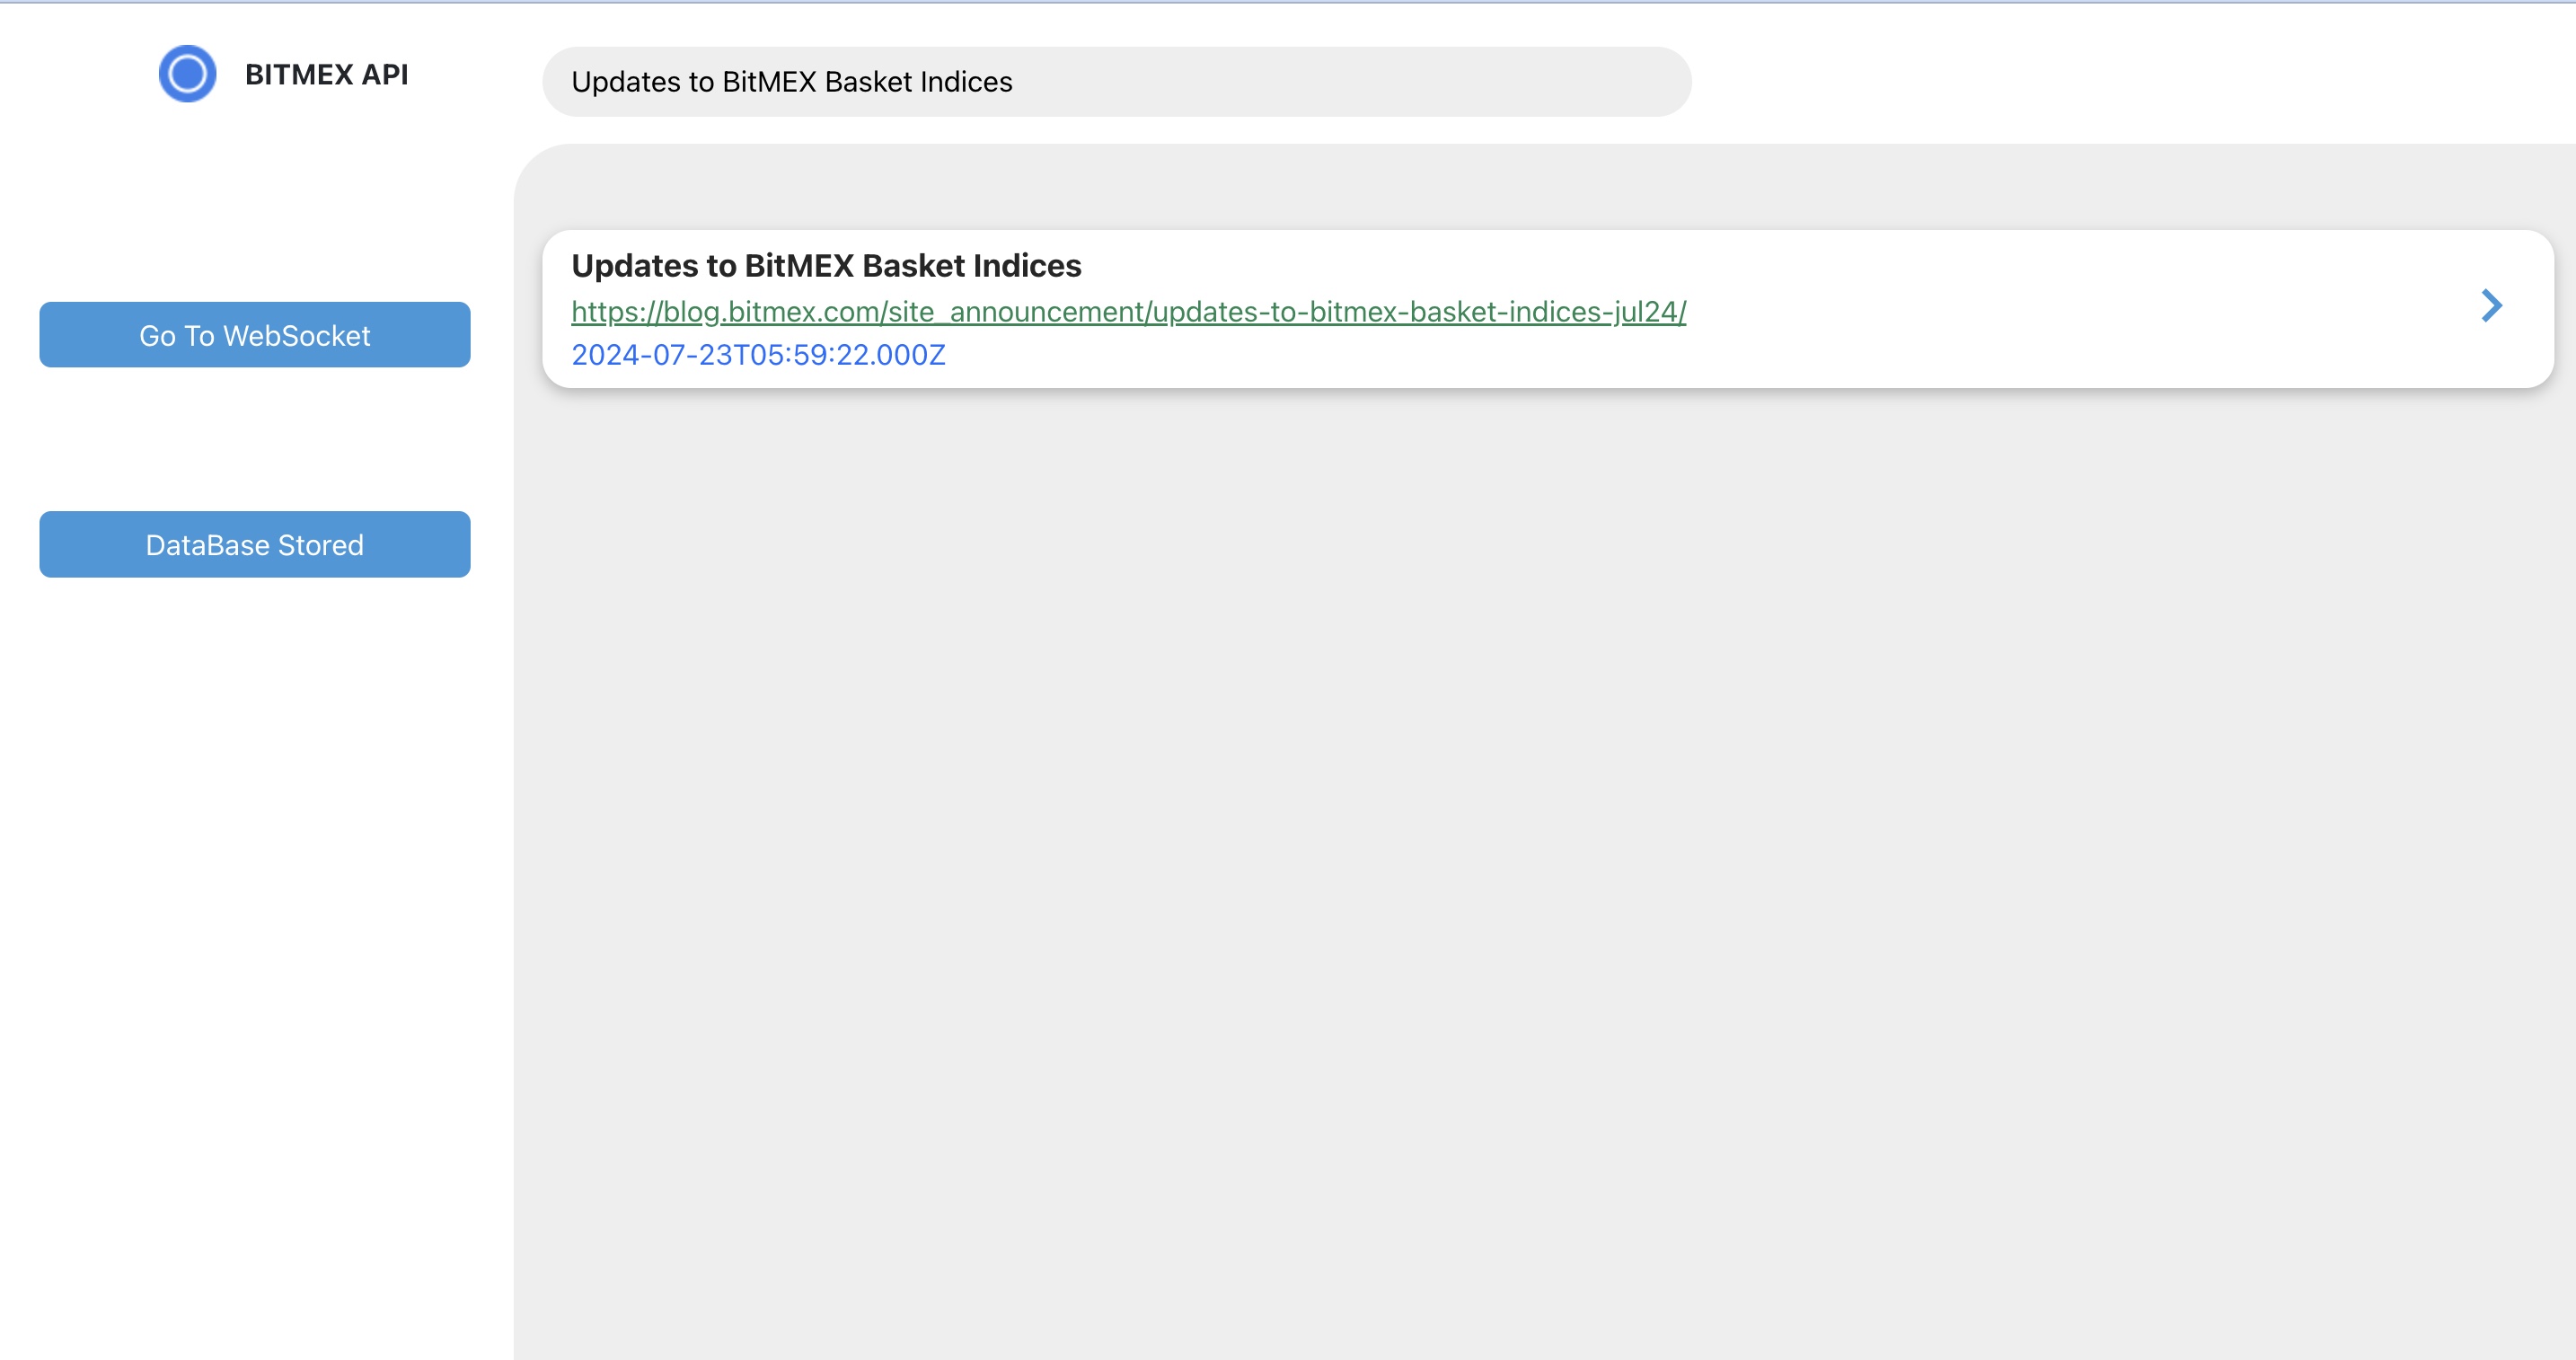 BITMEX API
Updates to BitMEX Basket Indices
Go To WebSocket
DataBase Stored
Updates to BitMEX Basket Indices
https://blog.bitmex.com/site_announcement/updates-to-bitmex-basket-indices-jul24/
2024-07-23T05:59:22.000Z